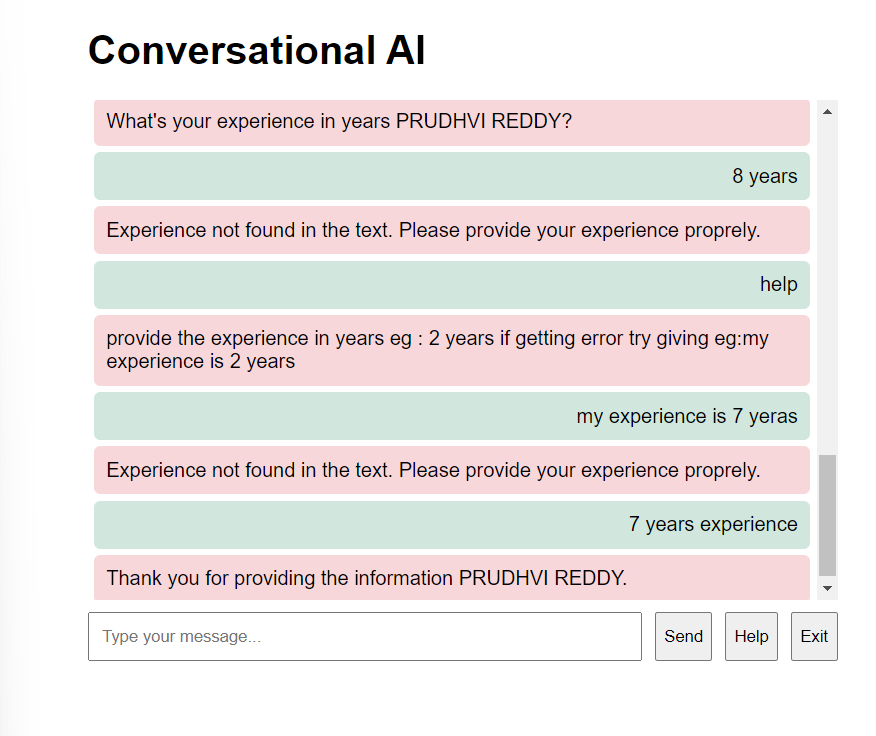 Conversational AI
What's your experience in years PRUDHVI REDDY?
8 years
Experience not found in the text. Please provide your experience proprely.
help
provide the experience in years eg : 2 years if getting error try giving eg:my
experience is 2 years
my experience is 7 yeras
Experience not found in the text. Please provide your experience proprely.
7 years experience
Thank you for providing the information PRUDHVI REDDY.
Type your message... Send Help Exit